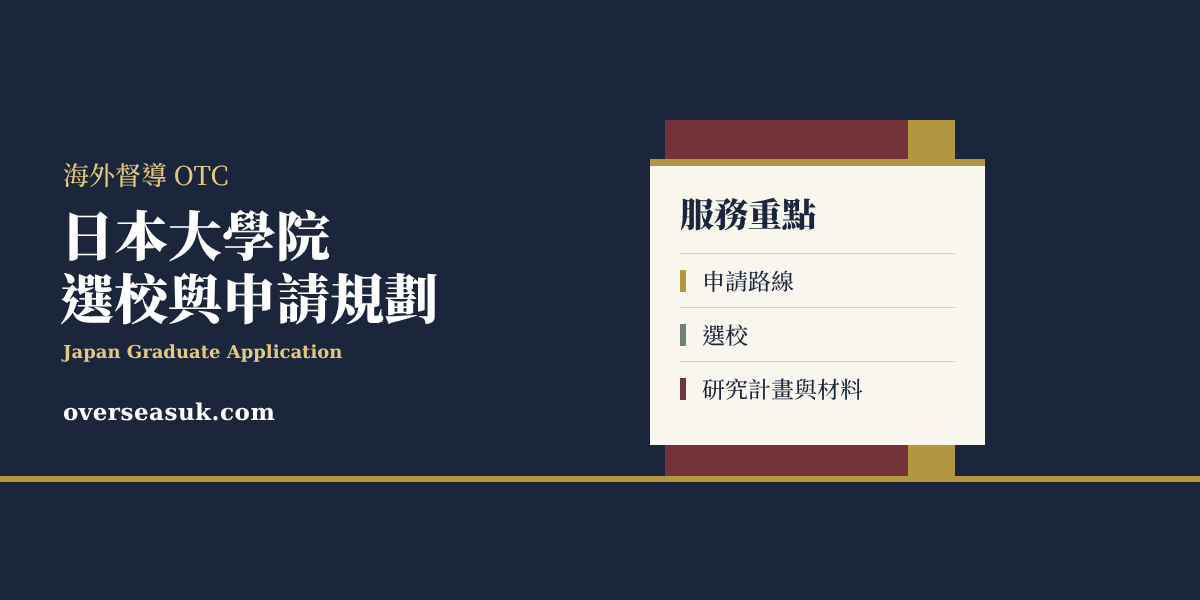 海外督導 OTC
日本大學院
選校與申請規劃
Japan Graduate Application
overseasuk.com
服務重點
申請路線
選校
研究計畫與材料